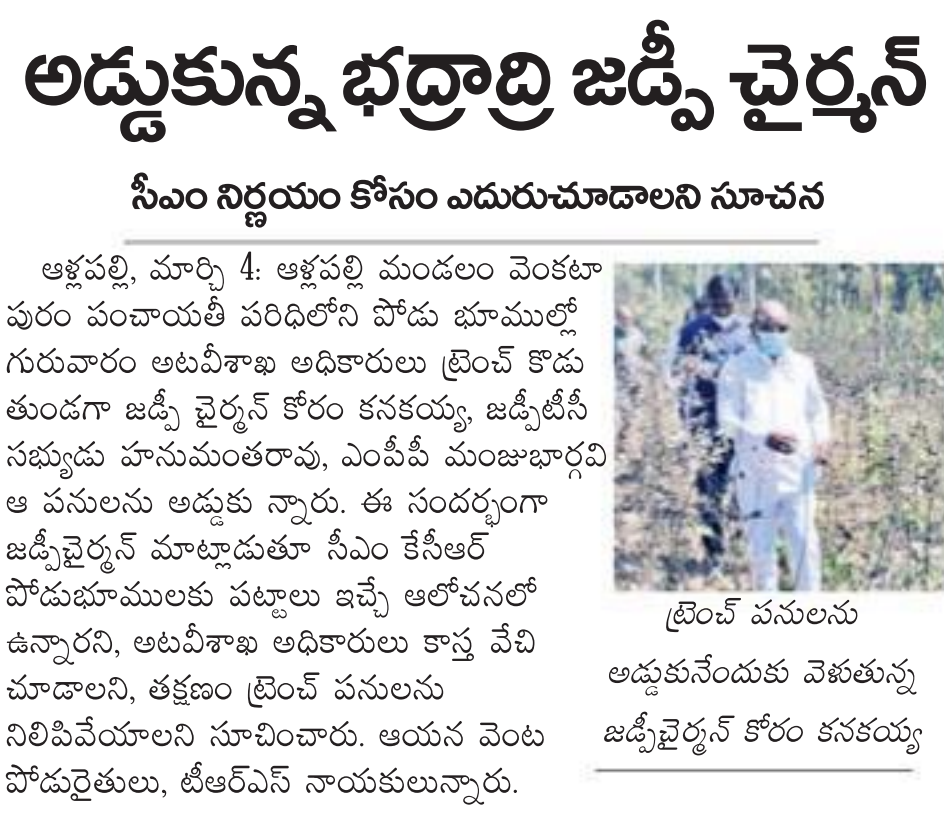 అడ్డుకున్న భద్రాద్రి జడ్పీ చైర్మన్
సీఎం నిర్ణయం కోసం ఎదురుచూడాలని సూచన
ఆళ్లపల్లి, మార్చి 4: ఆళ్లపల్లి మండలం వెంకటా
పురం పంచాయతీ పరిధిలోని పోడు భూముల్లో
గురువారం అటవీశాఖ అధికారులు ట్రెంచ్ కొడు
తుండగా జడ్పీ చైర్మన్ కోరం కనకయ్య, జడ్పీటీసీ
సభ్యుడు హనుమంతరావు, ఎంపీపీ మంజుభార్గవి
ఆ పనులను అడ్డుకు న్నారు. ఈ సందర్భంగా
జడ్పీచైర్మన్ మాట్లాడుతూ సీఎం కేసీఆర్
పోడుభూములకు పట్టాలు ఇచ్చే ఆలోచనలో
ఉన్నారని, అటవీశాఖ అధికారులు కాస్త వేచి
చూడాలని, తక్షణం ట్రెంచ్ పనులను
నిలిపివేయాలని సూచించారు. ఆయన వెంట
పోడురైతులు, టీఆర్ఎస్ నాయకులున్నారు.
ట్రెంచ్ పనులను
అడ్డుకునేందుకు వెళుతున్న
జడ్పీచైర్మన్ కోరం కనకయ్య